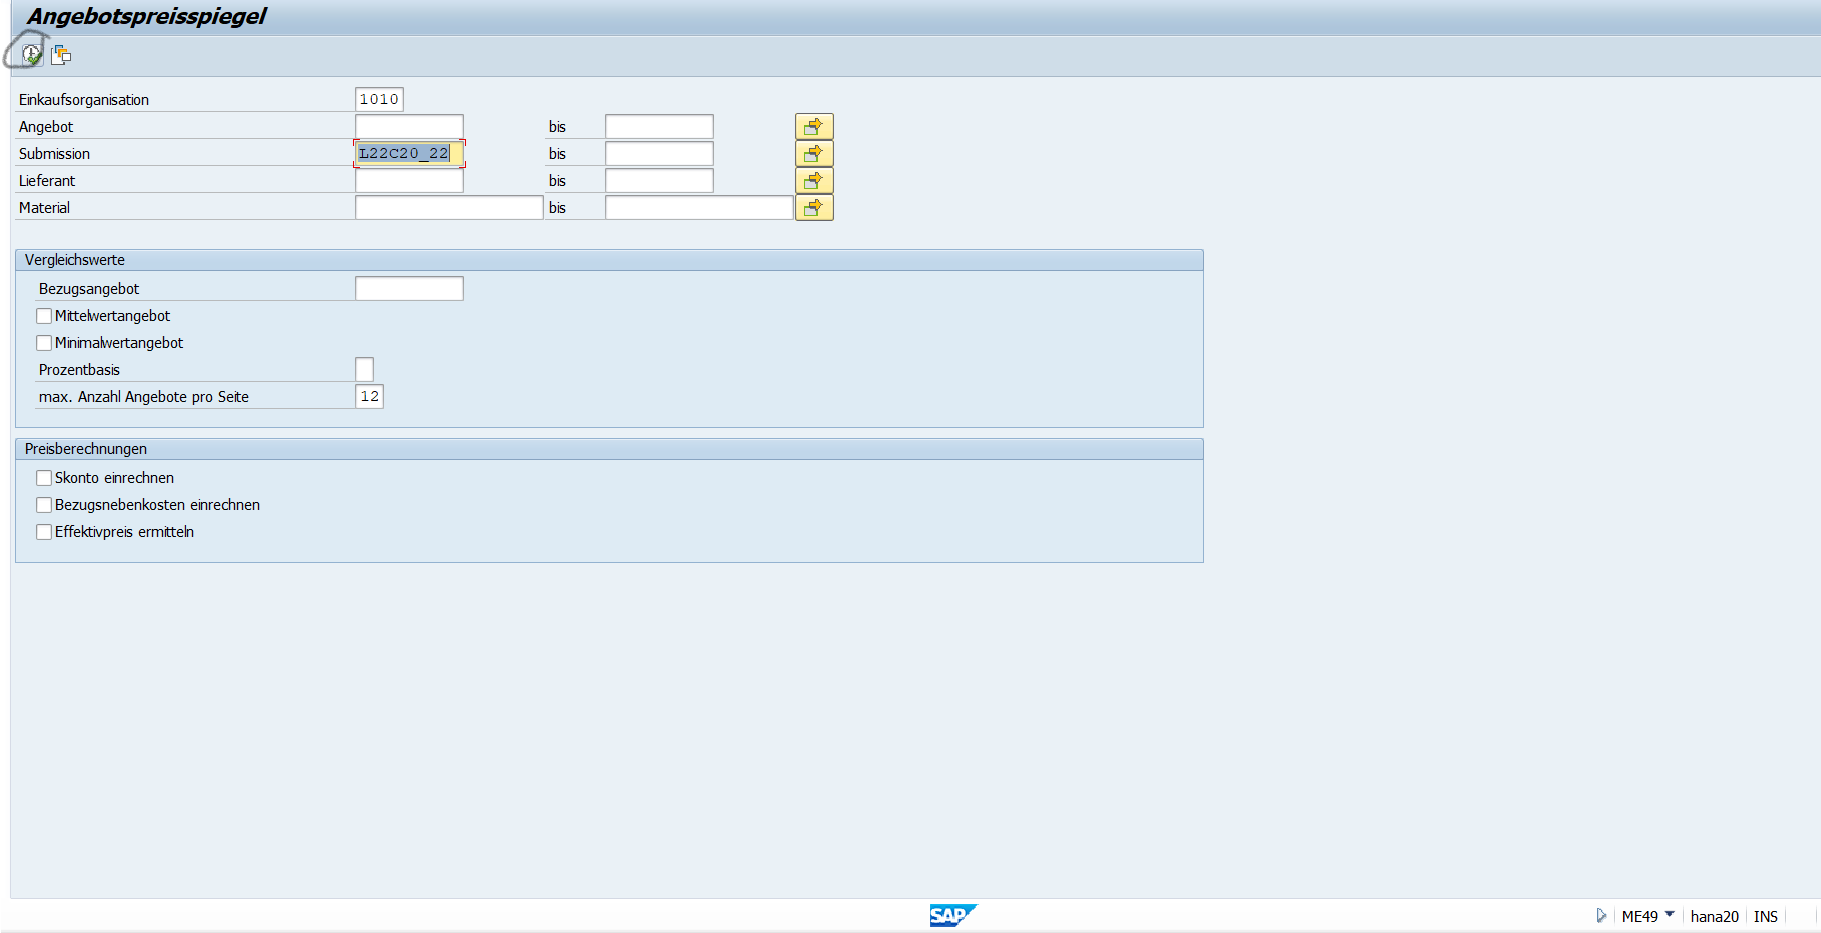 Angebotspreisspiegel
Einkaufsorganisation 1010
Angebot bis
Submission L22C20_22 bis
Lieferant bis
Material bis
Vergleichswerte
Bezugsangebot
Mittelwertangebot
Minimalwertangebot
Prozentbasis
max. Anzahl Angebote pro Seite 12
Preisberechnungen
Skonto einrechnen
Bezugsnebenkosten einrechnen
Effektivpreis ermitteln
SAP ME49 hana20 INS